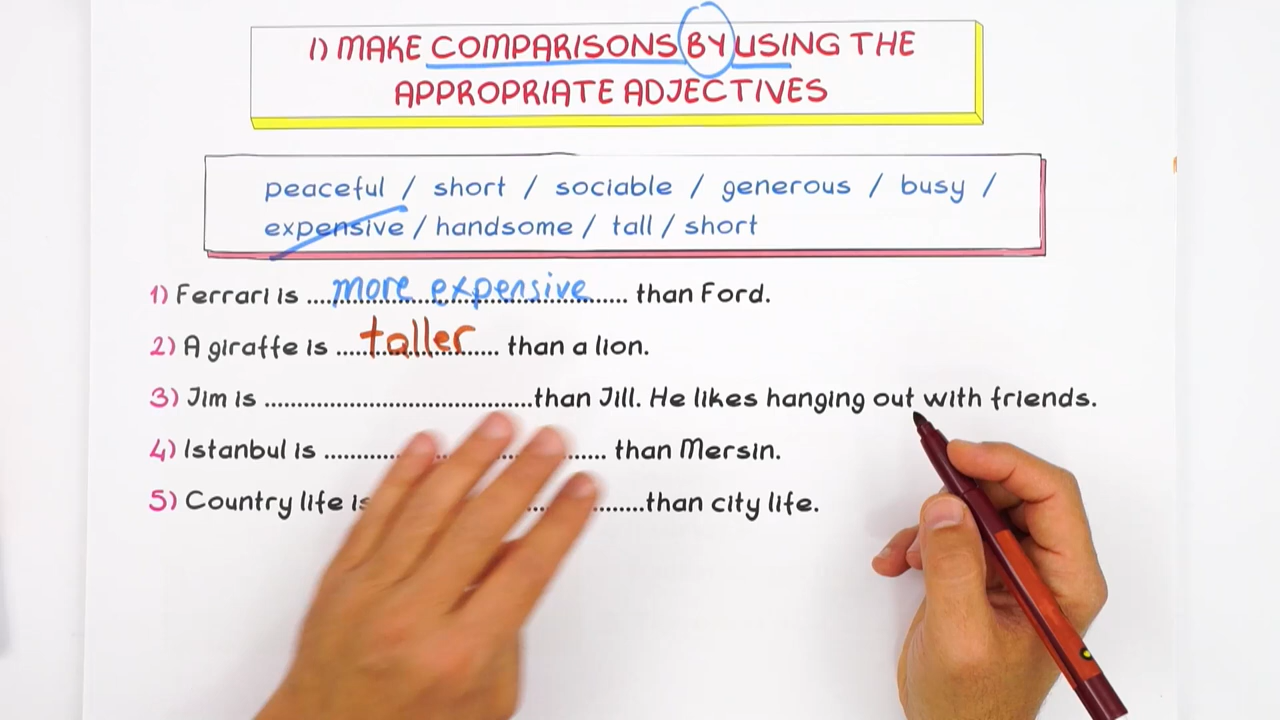 1) MAKE COMPARISONS BY USING THE
APPROPRIATE ADJECTIVES
peaceful / short / sociable / generous / busy /
expensive / handsome / tall / short
1) Ferrari is ....more expensive.... than Ford.
2) A giraffe is ....taller.... than a lion.
3) Jim is ........................................than Jill. He likes hanging out with friends.
4) Istanbul is ........................................ than Mersin.
5) Country life is ........................................than city life.